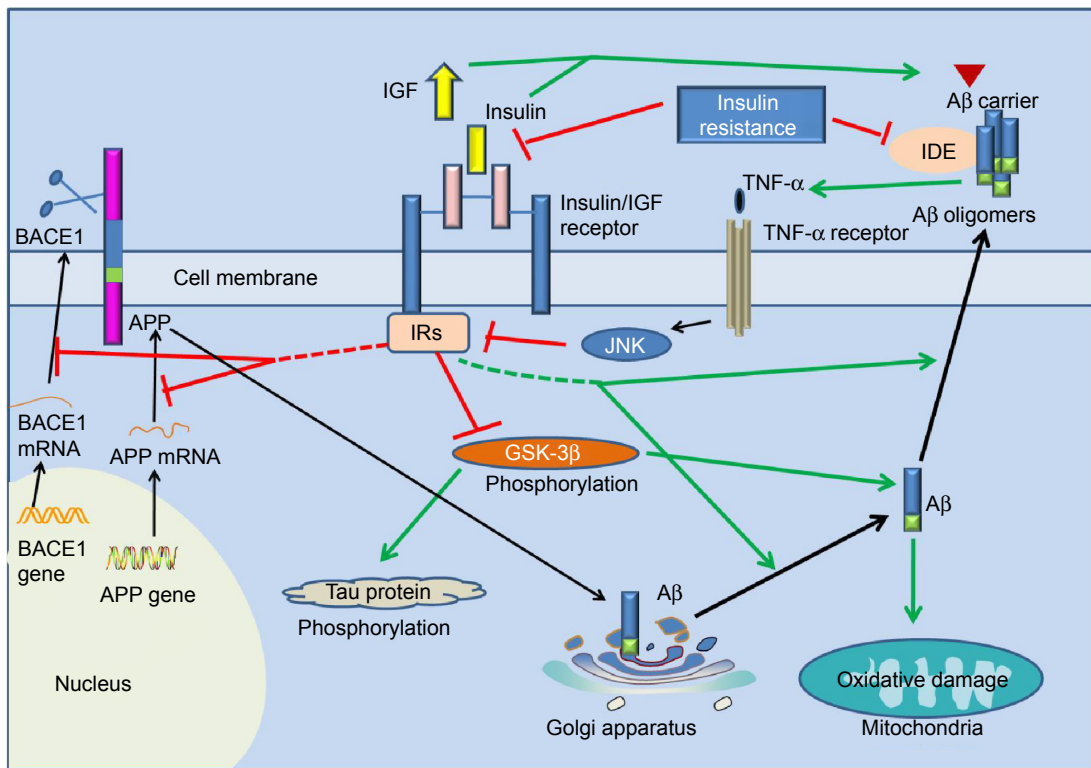 IGF
Insulin
Insulin
resistance
Aβ carrier
IDE
Aβ oligomers
TNF-α
TNF-α receptor
Insulin/IGF
receptor
BACE1
Cell membrane
APP
IRs
JNK
BACE1
mRNA
APP mRNA
GSK-3β
Phosphorylation
Aβ
BACE1
gene
APP gene
Tau protein
Phosphorylation
Aβ
Nucleus
Golgi apparatus
Oxidative damage
Mitochondria